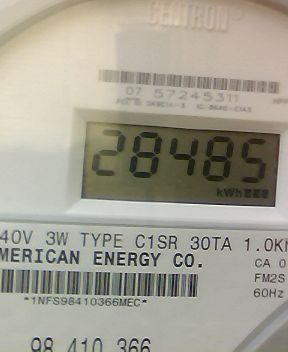 CENTRON®
07 57245311
28485
kWh
40V 3W TYPE C1SR 30TA 1.0K
MERICAN ENERGY CO.
CA 0
FM2S
60Hz
*1NFS98410366MEC*
98 410 366